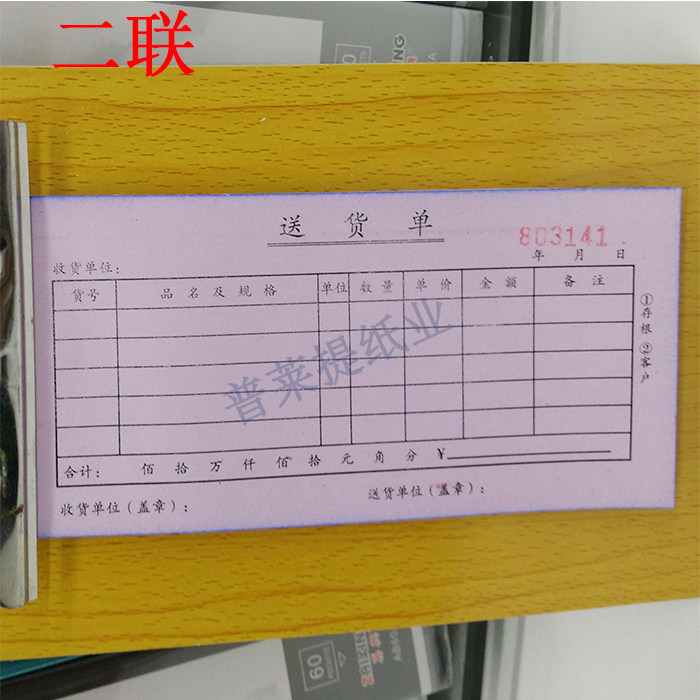 二联
送货单
803141
年 月 日
收货单位：
货号 品名及规格 单位 数量 单价 金额 备注
①存根 ②客户
普莱提纸业
合计： 佰 拾 万 仟 佰 拾 元 角 分 ¥
收货单位（盖章）： 送货单位（盖章）：
60